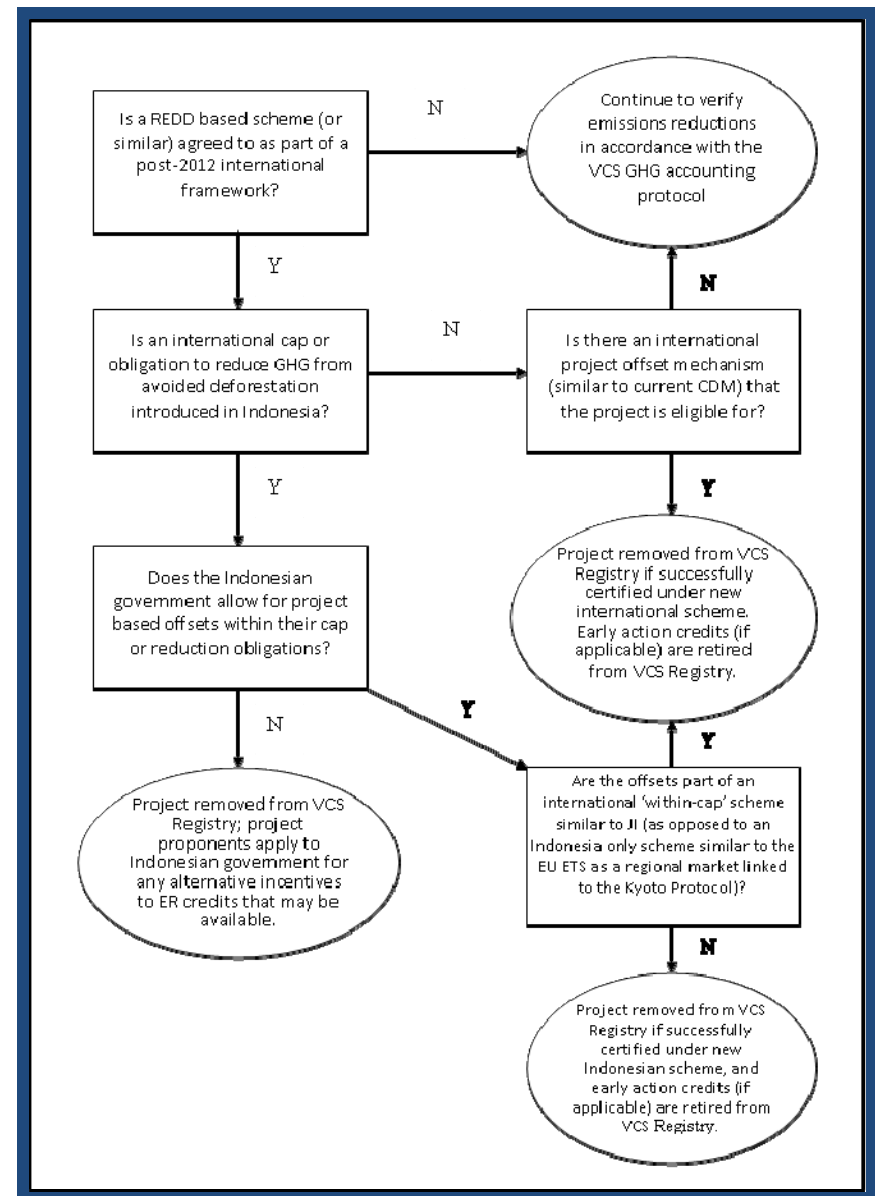 Is a REDD based scheme (or
similar) agreed to as part of a
post-2012 international
framework?
N
Continue to verify
emissions reductions
in accordance with the
VCS GHG accounting
protocol
Y
N
Is an international cap or
obligation to reduce GHG from
avoided deforestation
introduced in Indonesia?
N
Is there an international
project offset mechanism
(similar to current CDM) that
the project is eligible for?
Y
Y
Does the Indonesian
government allow for project
based offsets within their cap
or reduction obligations?
Project removed from VCS
Registry if successfully
certified under new
international scheme.
Early action credits (if
applicable) are retired
from VCS Registry.
Y
N
Y
Project removed from VCS
Registry; project
proponents apply to
Indonesian government for
any alternative incentives
to ER credits that may be
available.
Are the offsets part of an
international ‘within-cap’ scheme
similar to JI (as opposed to an
Indonesia only scheme similar to the
EU ETS as a regional market linked
to the Kyoto Protocol)?
N
Project removed from VCS
Registry if successfully
certified under new
Indonesian scheme, and
early action credits (if
applicable) are retired from
VCS Registry.